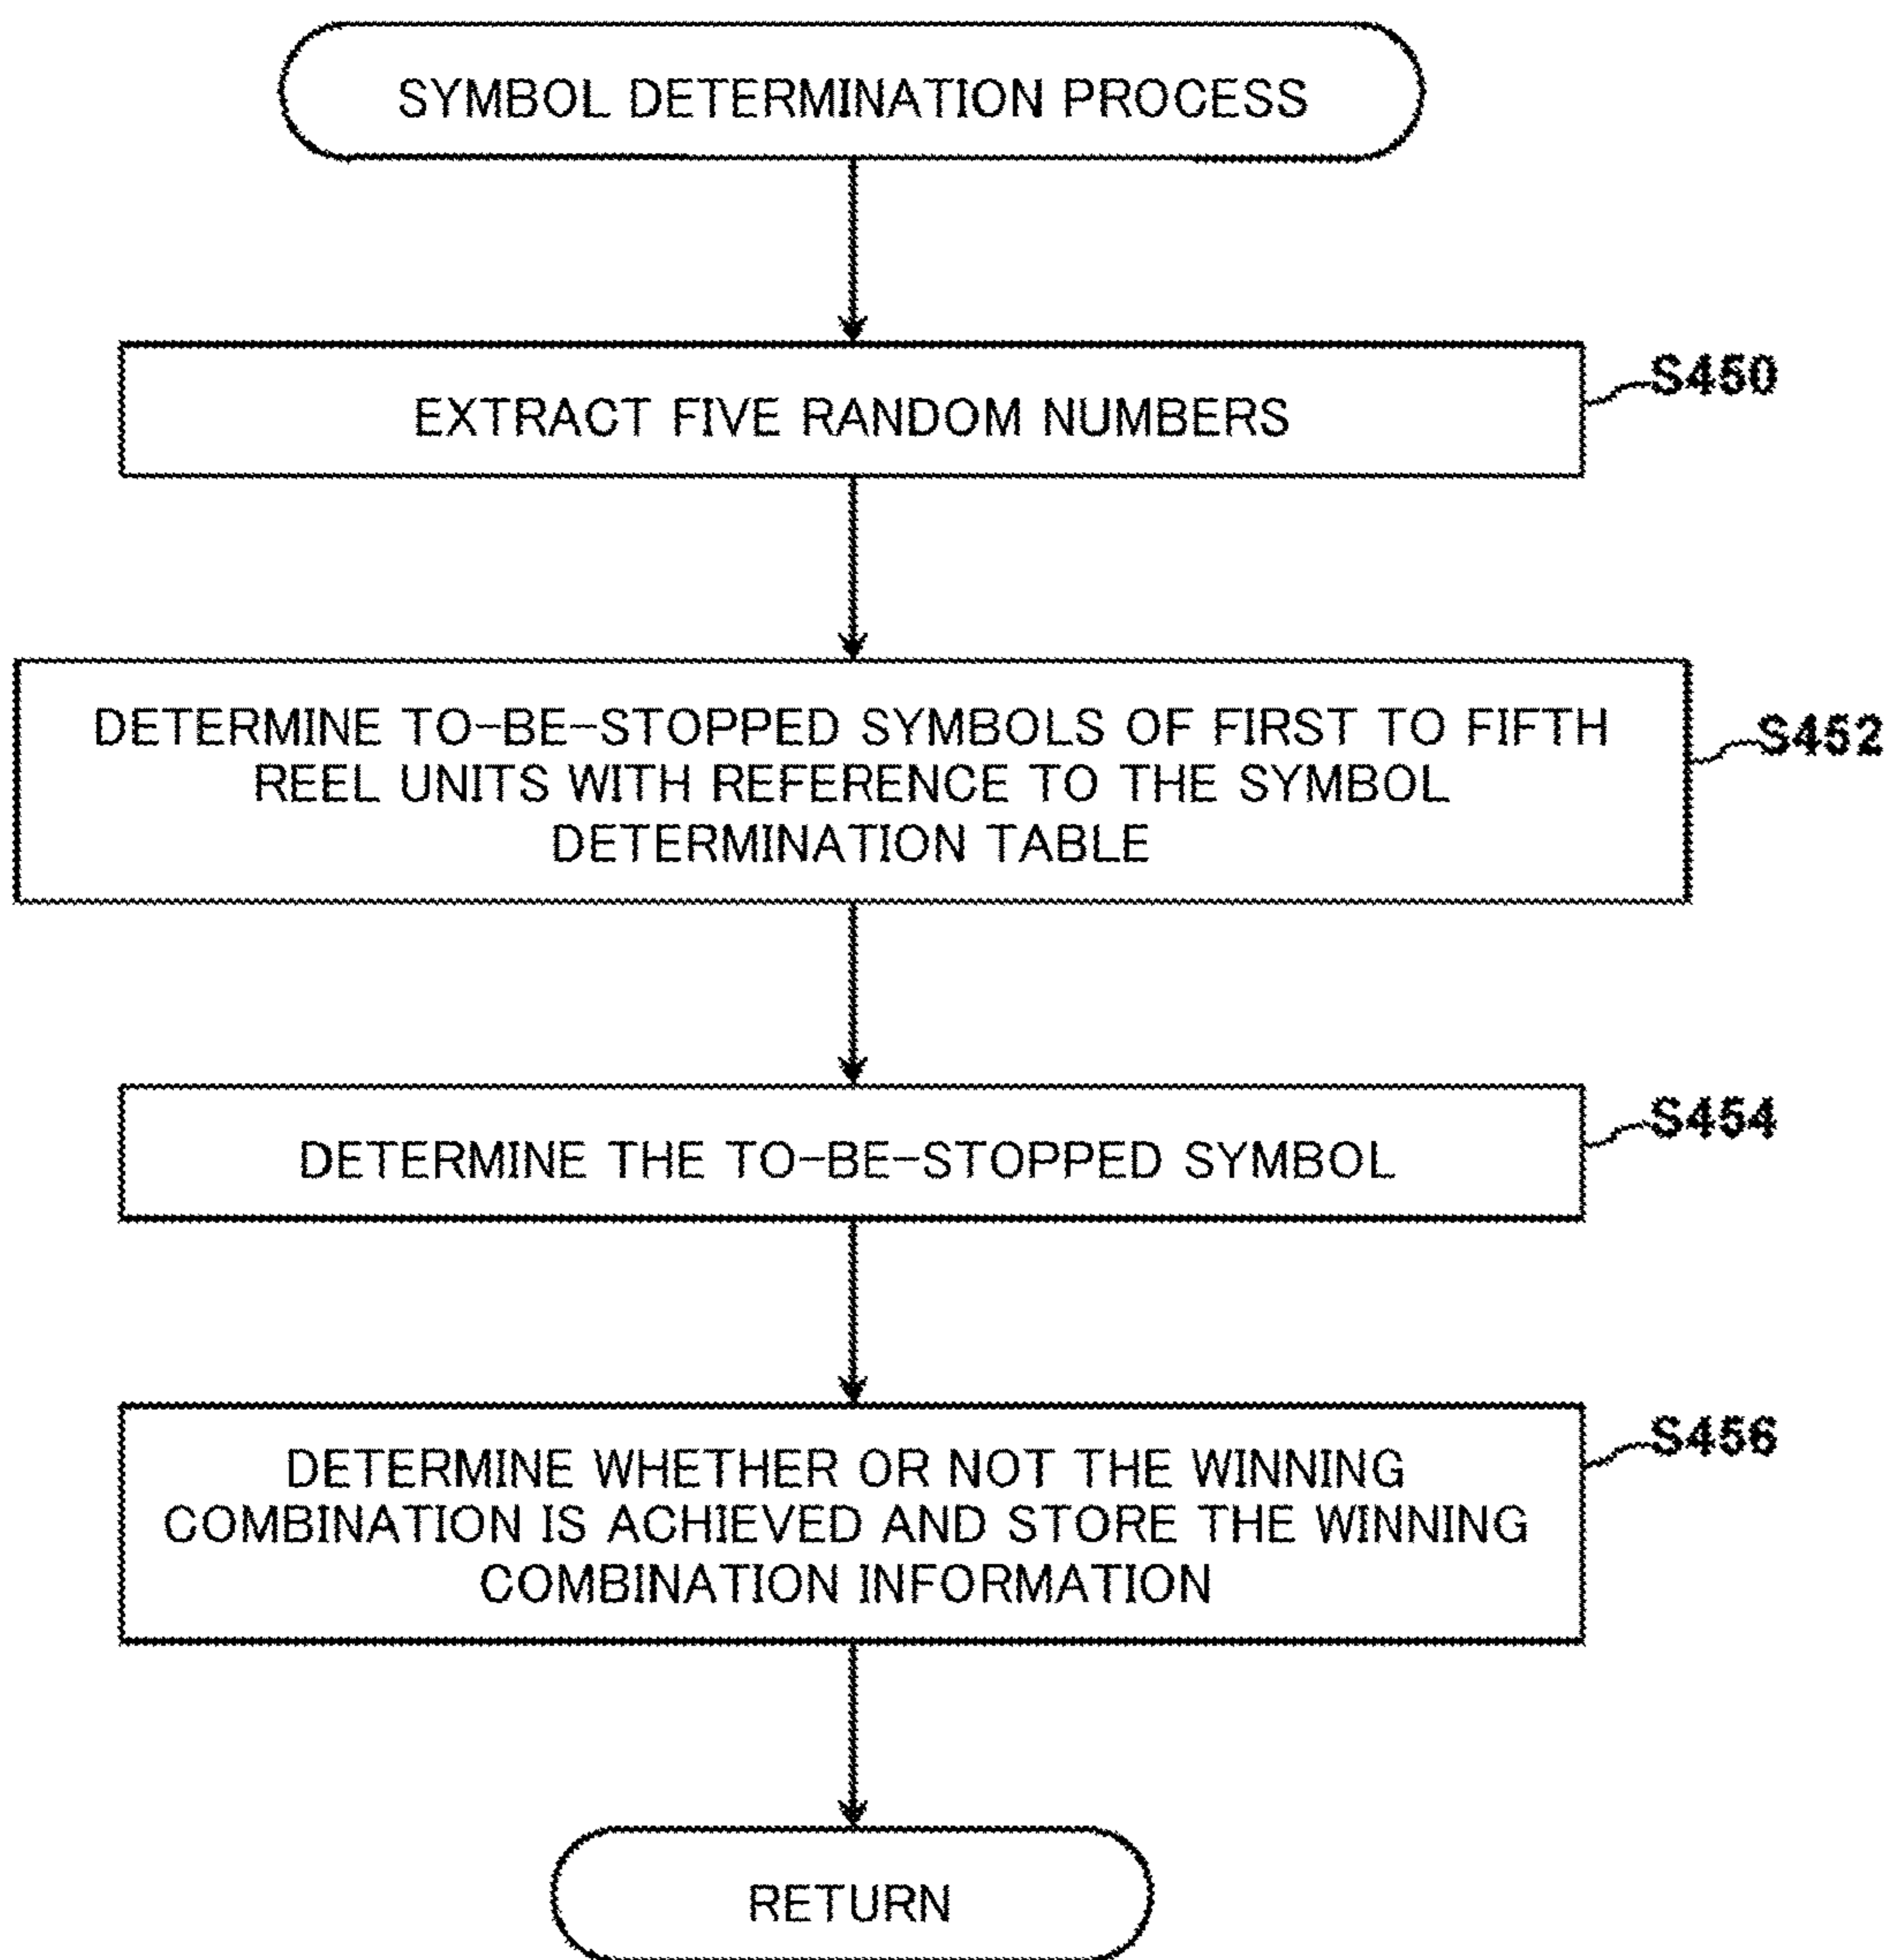 SYMBOL DETERMINATION PROCESS
EXTRACT FIVE RANDOM NUMBERS
S450
DETERMINE TO-BE-STOPPED SYMBOLS OF FIRST TO FIFTH
REEL UNITS WITH REFERENCE TO THE SYMBOL
DETERMINATION TABLE
S452
DETERMINE THE TO-BE-STOPPED SYMBOL
S454
DETERMINE WHETHER OR NOT THE WINNING
COMBINATION IS ACHIEVED AND STORE THE WINNING
COMBINATION INFORMATION
S456
RETURN